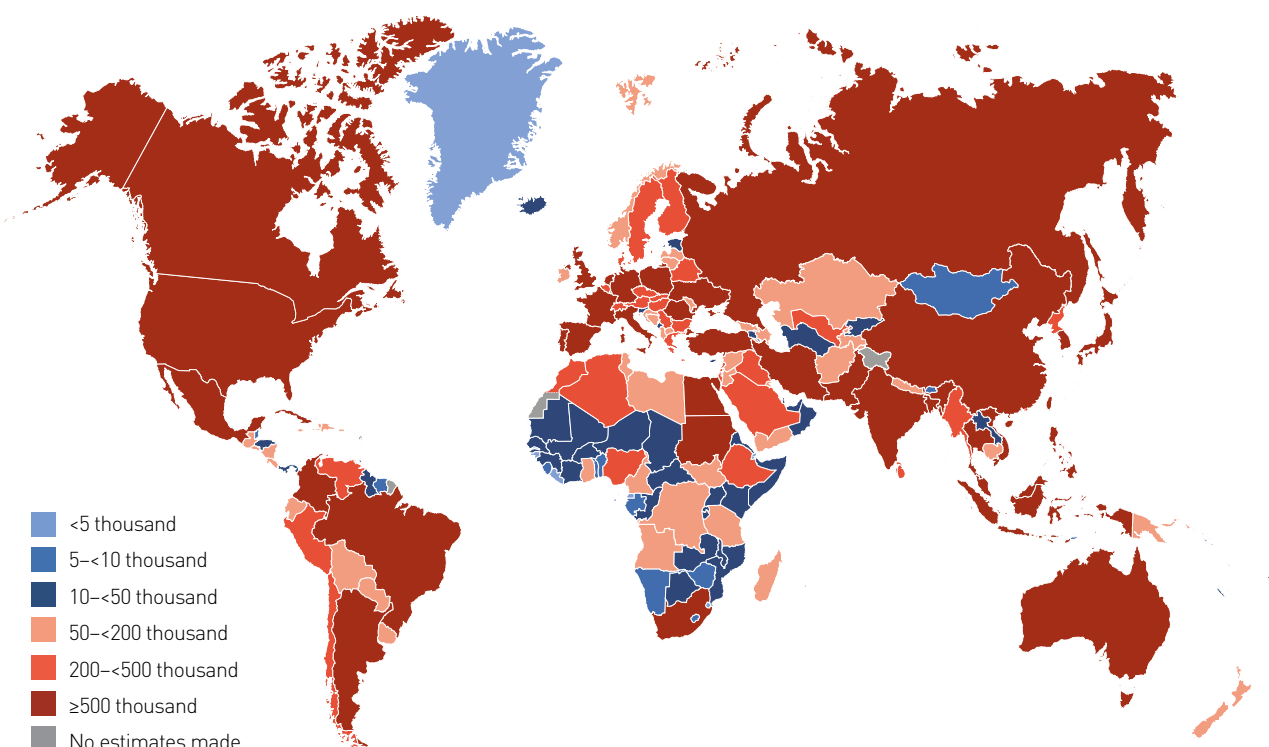 <5 thousand
5–<10 thousand
10–<50 thousand
50–<200 thousand
200–<500 thousand
≥500 thousand
No estimates made